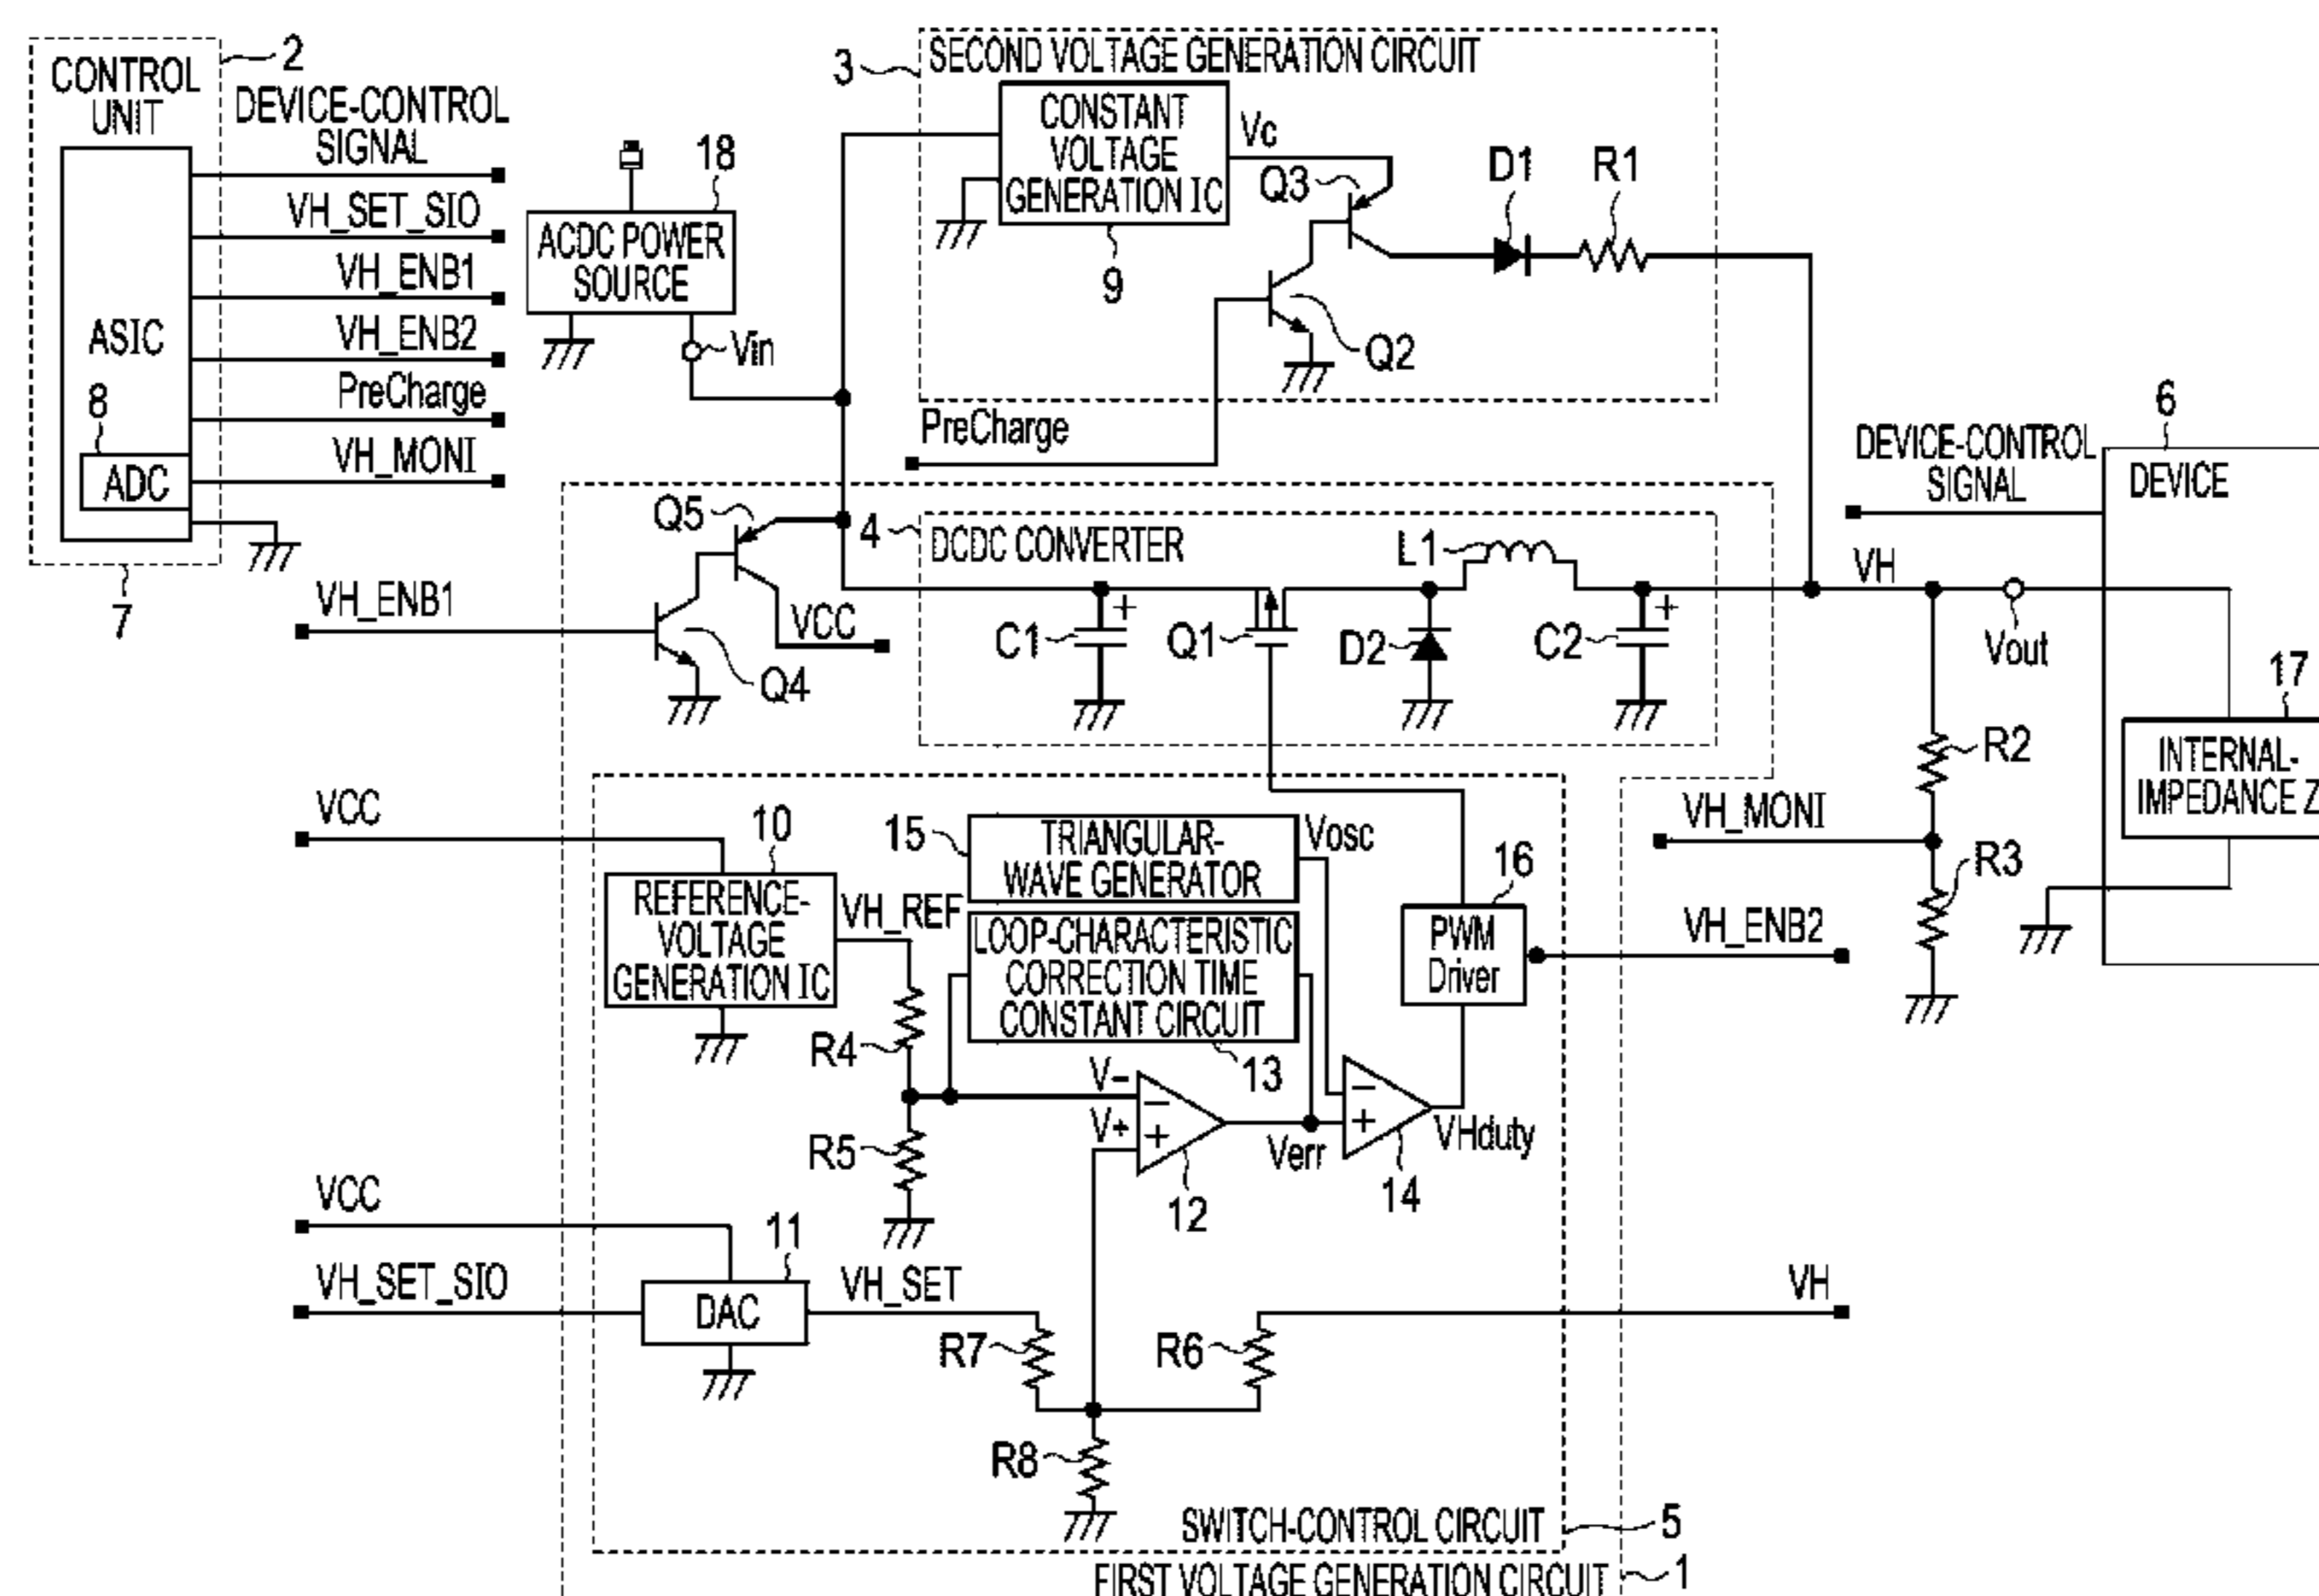 CONTROL
UNIT
2
DEVICE-CONTROL
SIGNAL
VH_SET_SIO
VH_ENB1
VH_ENB2
PreCharge
VH_MONI
ASIC
8
ADC
7
18
ACDC POWER
SOURCE
Vin
3
SECOND VOLTAGE GENERATION CIRCUIT
CONSTANT
VOLTAGE
GENERATION IC
9
Vc
Q3
Q2
D1
R1
PreCharge
DEVICE-CONTROL
SIGNAL
6
DEVICE
VH
Vout
17
INTERNAL-
IMPEDANCE Z
R2
R3
VH_MONI
VH_ENB1
Q5
Q4
VCC
4
DCDC CONVERTER
C1
Q1
D2
L1
C2
VCC
10
REFERENCE-
VOLTAGE
GENERATION IC
VH_REF
R4
R5
15
TRIANGULAR-
WAVE GENERATOR
Vosc
LOOP-CHARACTERISTIC
CORRECTION TIME
CONSTANT CIRCUIT
13
V−
V+
−
+
12
Verr
−
+
14
VHduty
16
PWM
Driver
VH_ENB2
VCC
VH_SET_SIO
11
DAC
VH_SET
R7
R6
R8
VH
SWITCH-CONTROL CIRCUIT
5
FIRST VOLTAGE GENERATION CIRCUIT
1
+
+